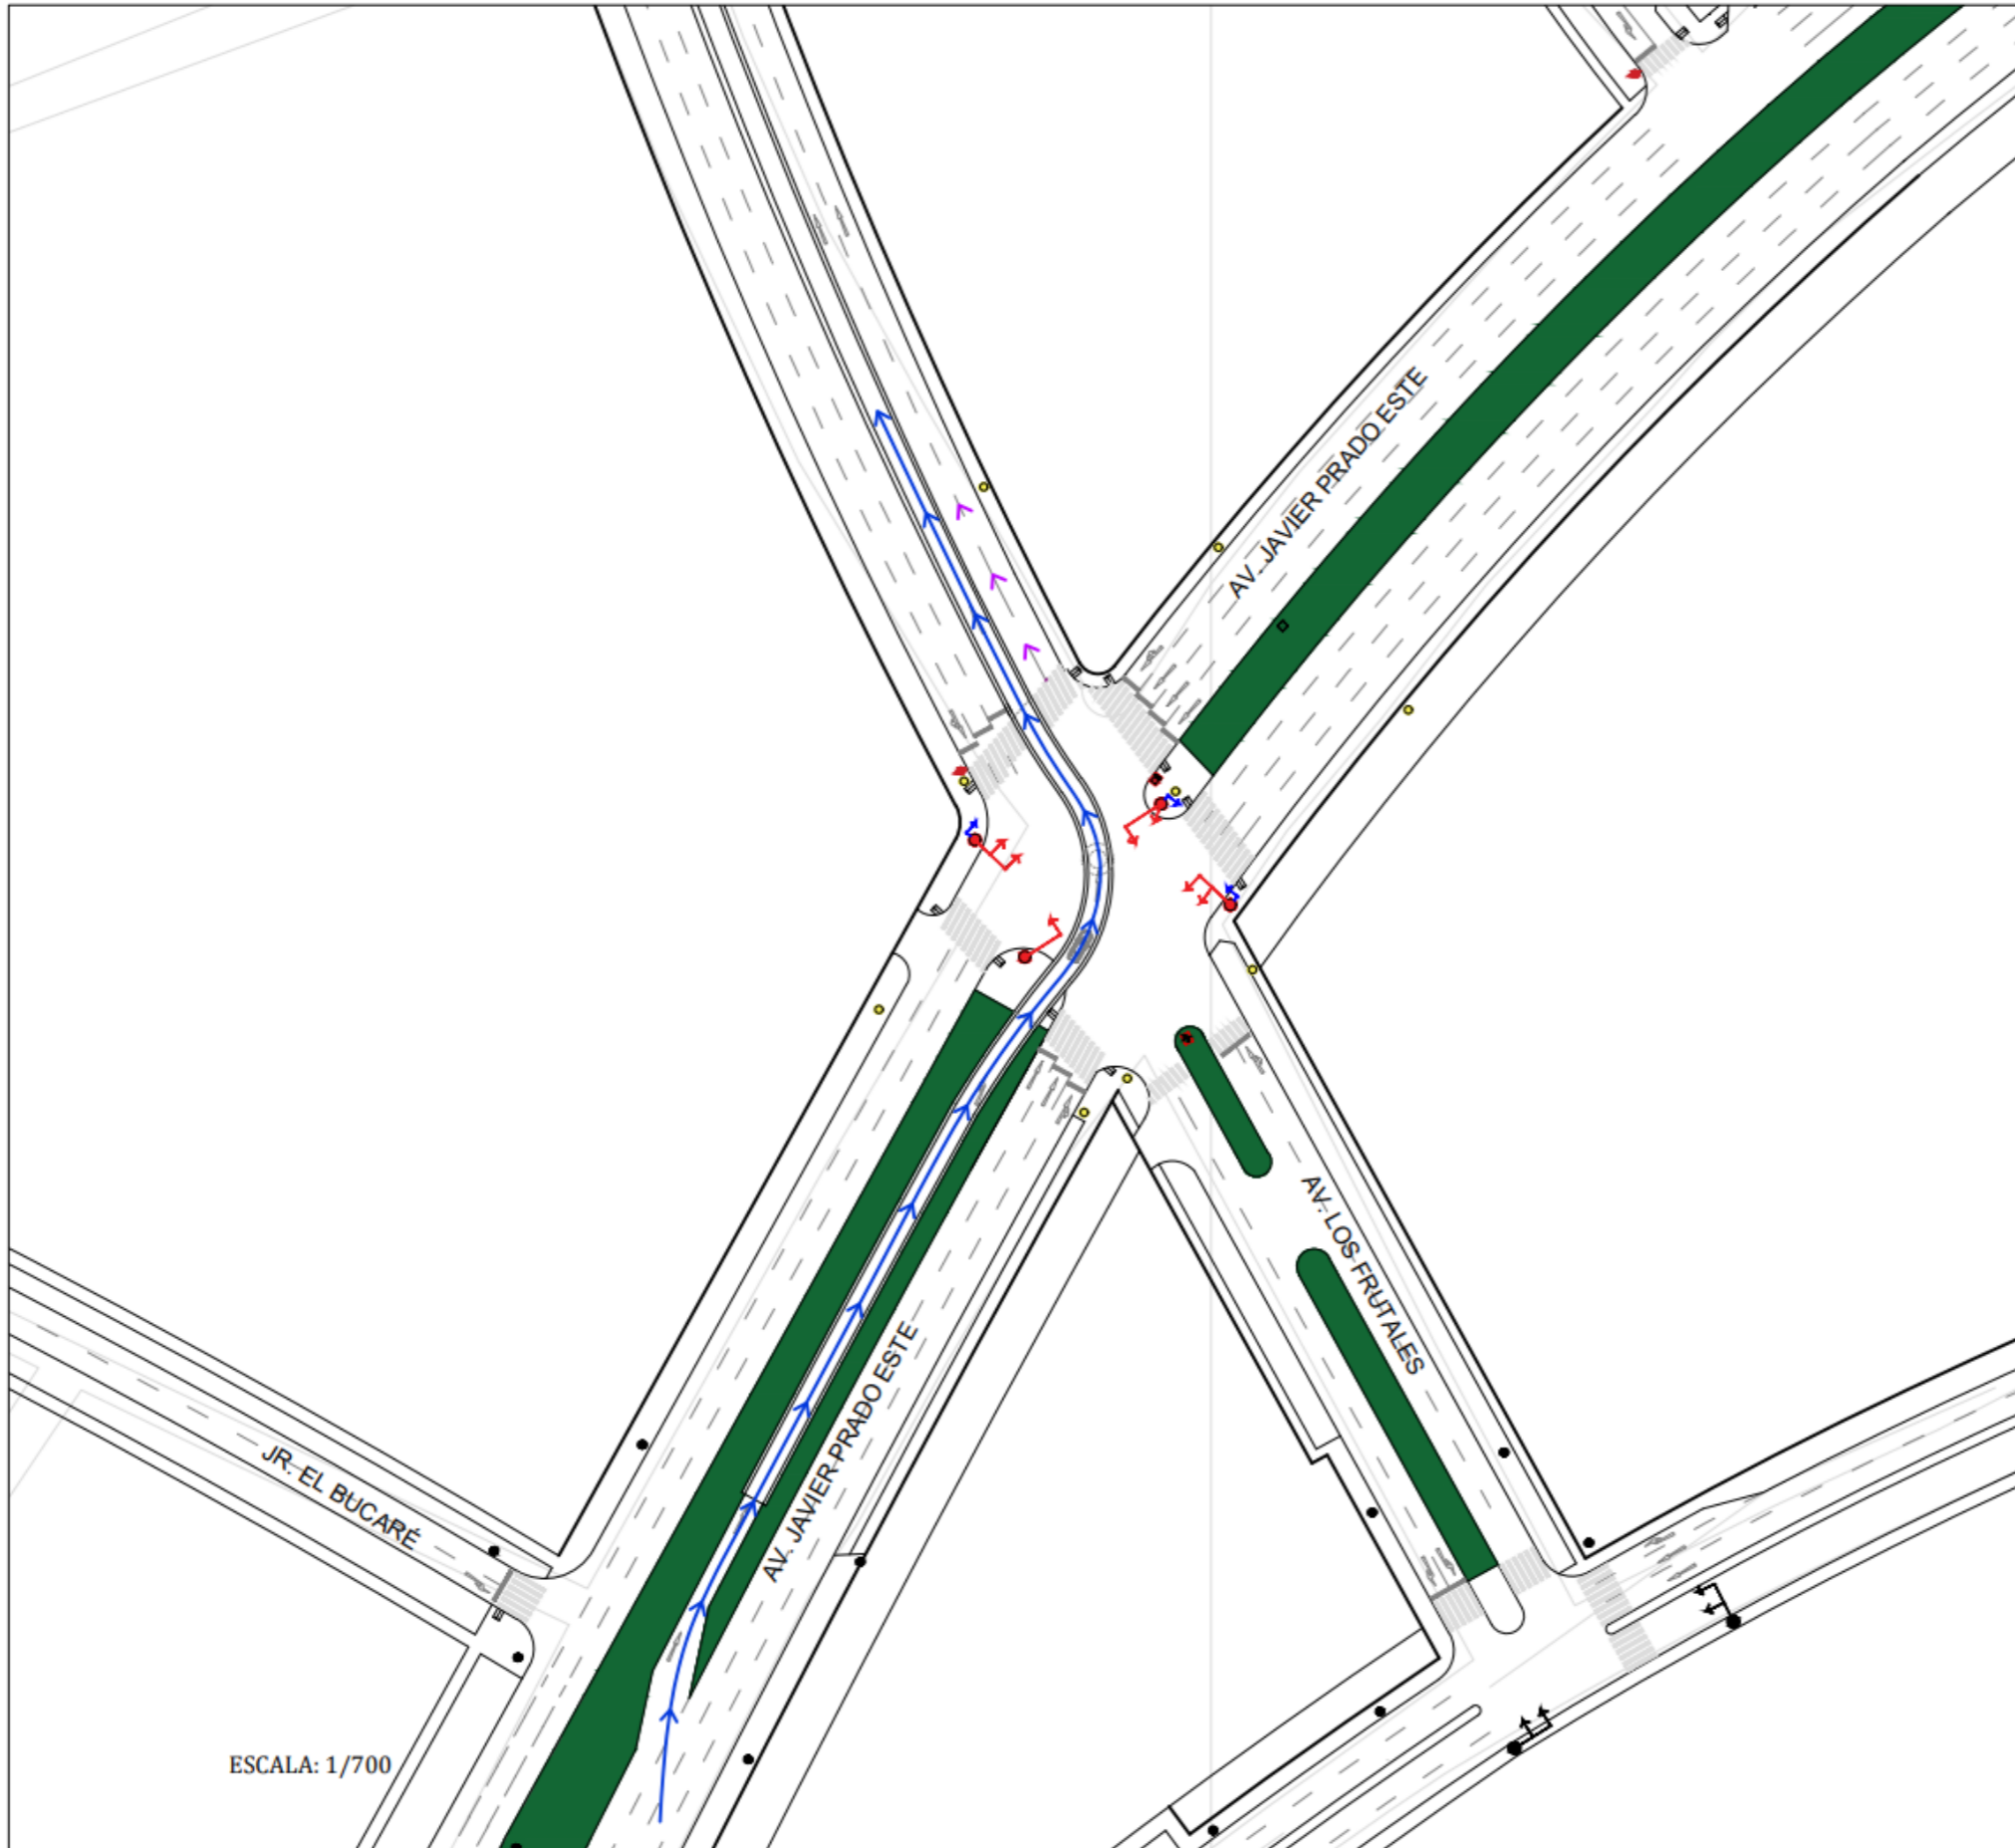 AV. JAVIER PRADO ESTE
AV. LOS FRUTALES
AV. JAVIER PRADO ESTE
JR. EL BUCARÉ
ESCALA: 1/700